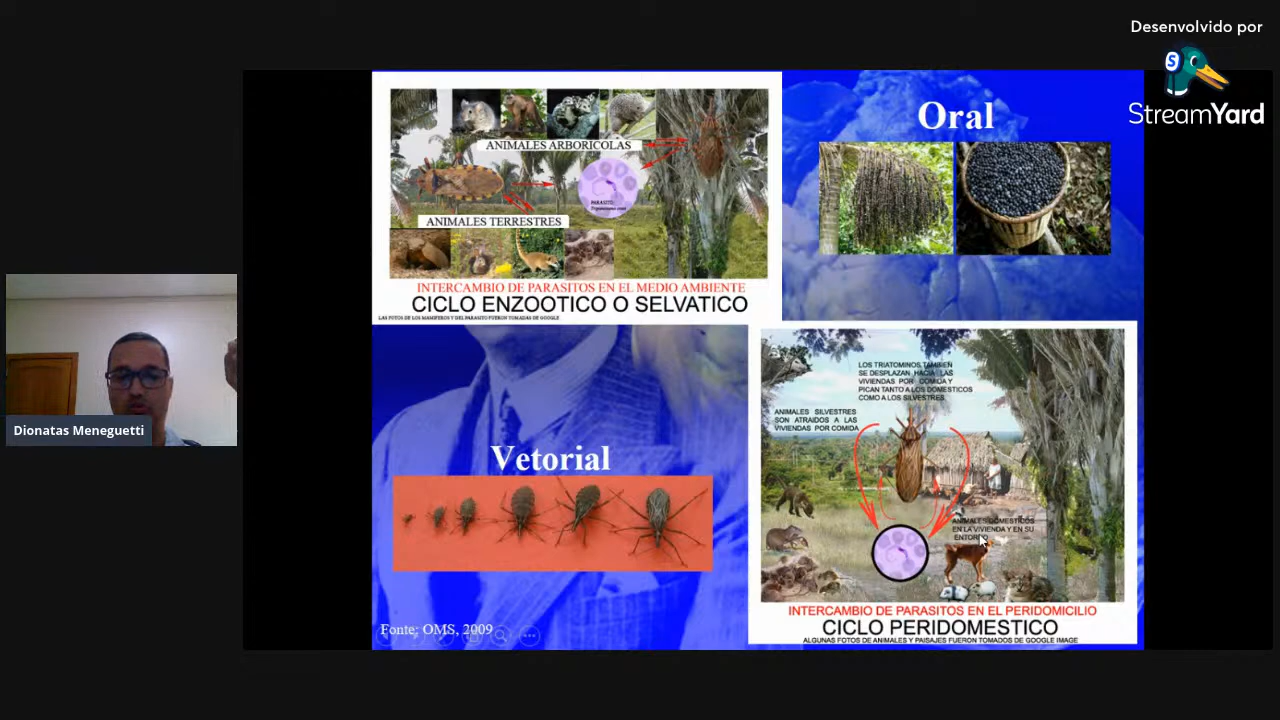 Desenvolvido por
StreamYard
ANIMALES ARBORICOLAS
PARASITO:
ANIMALES TERRESTRES
INTERCAMBIO DE PARASITOS EN EL MEDIO AMBIENTE
CICLO ENZOOTICO O SELVATICO
LAS FOTOS DE LOS MAMIFEROS Y DEL PARASITO FUERON TOMADAS DE GOOGLE
Oral
Dionatas Meneguetti
Vetorial
Fonte: OMS, 2009
LOS TRIATOMINOS TAMBIEN
SE DESPLAZAN HACIA LAS
VIVIENDAS POR COMIDA Y
PICAN TANTO A LOS DOMESTICOS
COMO A LOS SILVESTRES.
ANIMALES SILVESTRES
SON ATRAIDOS A LAS
VIVIENDAS POR COMIDA
ANIMALES DOMESTICOS
EN LA VIVIENDA Y EN SU
ENTORNO
INTERCAMBIO DE PARASITOS EN EL PERIDOMICILIO
CICLO PERIDOMESTICO
ALGUNAS FOTOS DE ANIMALES Y PAISAJES FUERON TOMADOS DE GOOGLE IMAGE